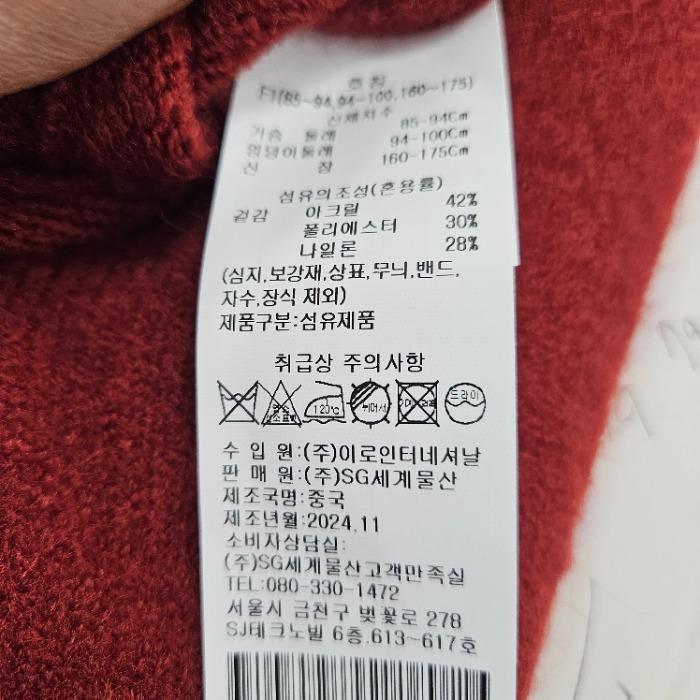 호칭
F1(85~94,94~100,160~175)
신체치수
가슴 둘레 85-94Cm
엉덩이둘레 94-100Cm
신 장 160-175Cm
섬유의조성(혼용률)
겉감 아크릴 42%
폴리에스터 30%
나일론 28%
(심지,보강재,상표,무늬,밴드,
자수,장식 제외)
제품구분:섬유제품
취급상 주의사항
120℃ 드라이
수 입 원:(주)이로인터네셔날
판 매 원:(주)SG세계물산
제조국명:중국
제조년월:2024.11
소비자상담실:
(주)SG세계물산고객만족실
TEL:080-330-1472
서울시 금천구 벚꽃로 278
SJ테크노빌 6층.613~617호